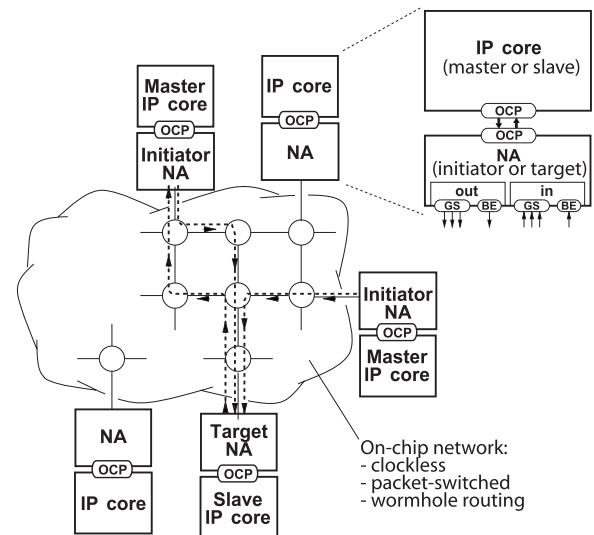 Master
IP core
OCP
Initiator
NA
IP core
OCP
NA
IP core
(master or slave)
OCP
OCP
NA
(initiator or target)
out
in
GS
BE
GS
BE
Initiator
NA
OCP
Master
IP core
NA
OCP
IP core
Target
NA
OCP
Slave
IP core
On-chip network:
- clockless
- packet-switched
- wormhole routing